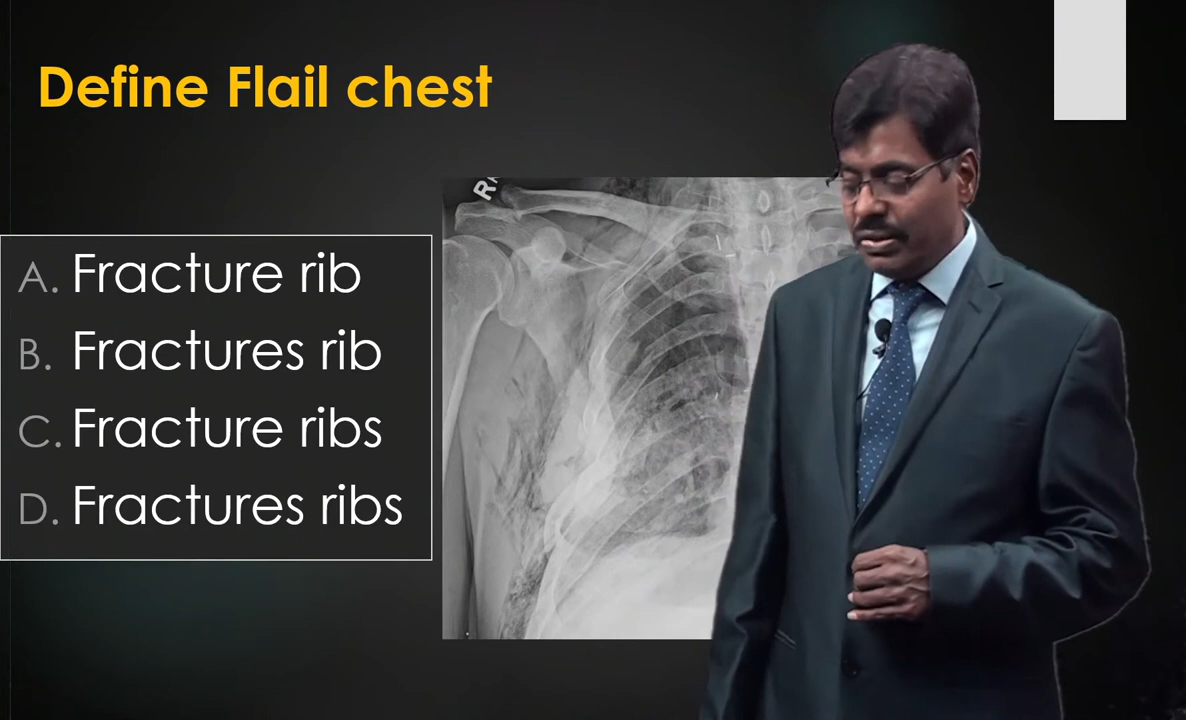 Define Flail chest
A. Fracture rib
B. Fractures rib
C. Fracture ribs
D. Fractures ribs